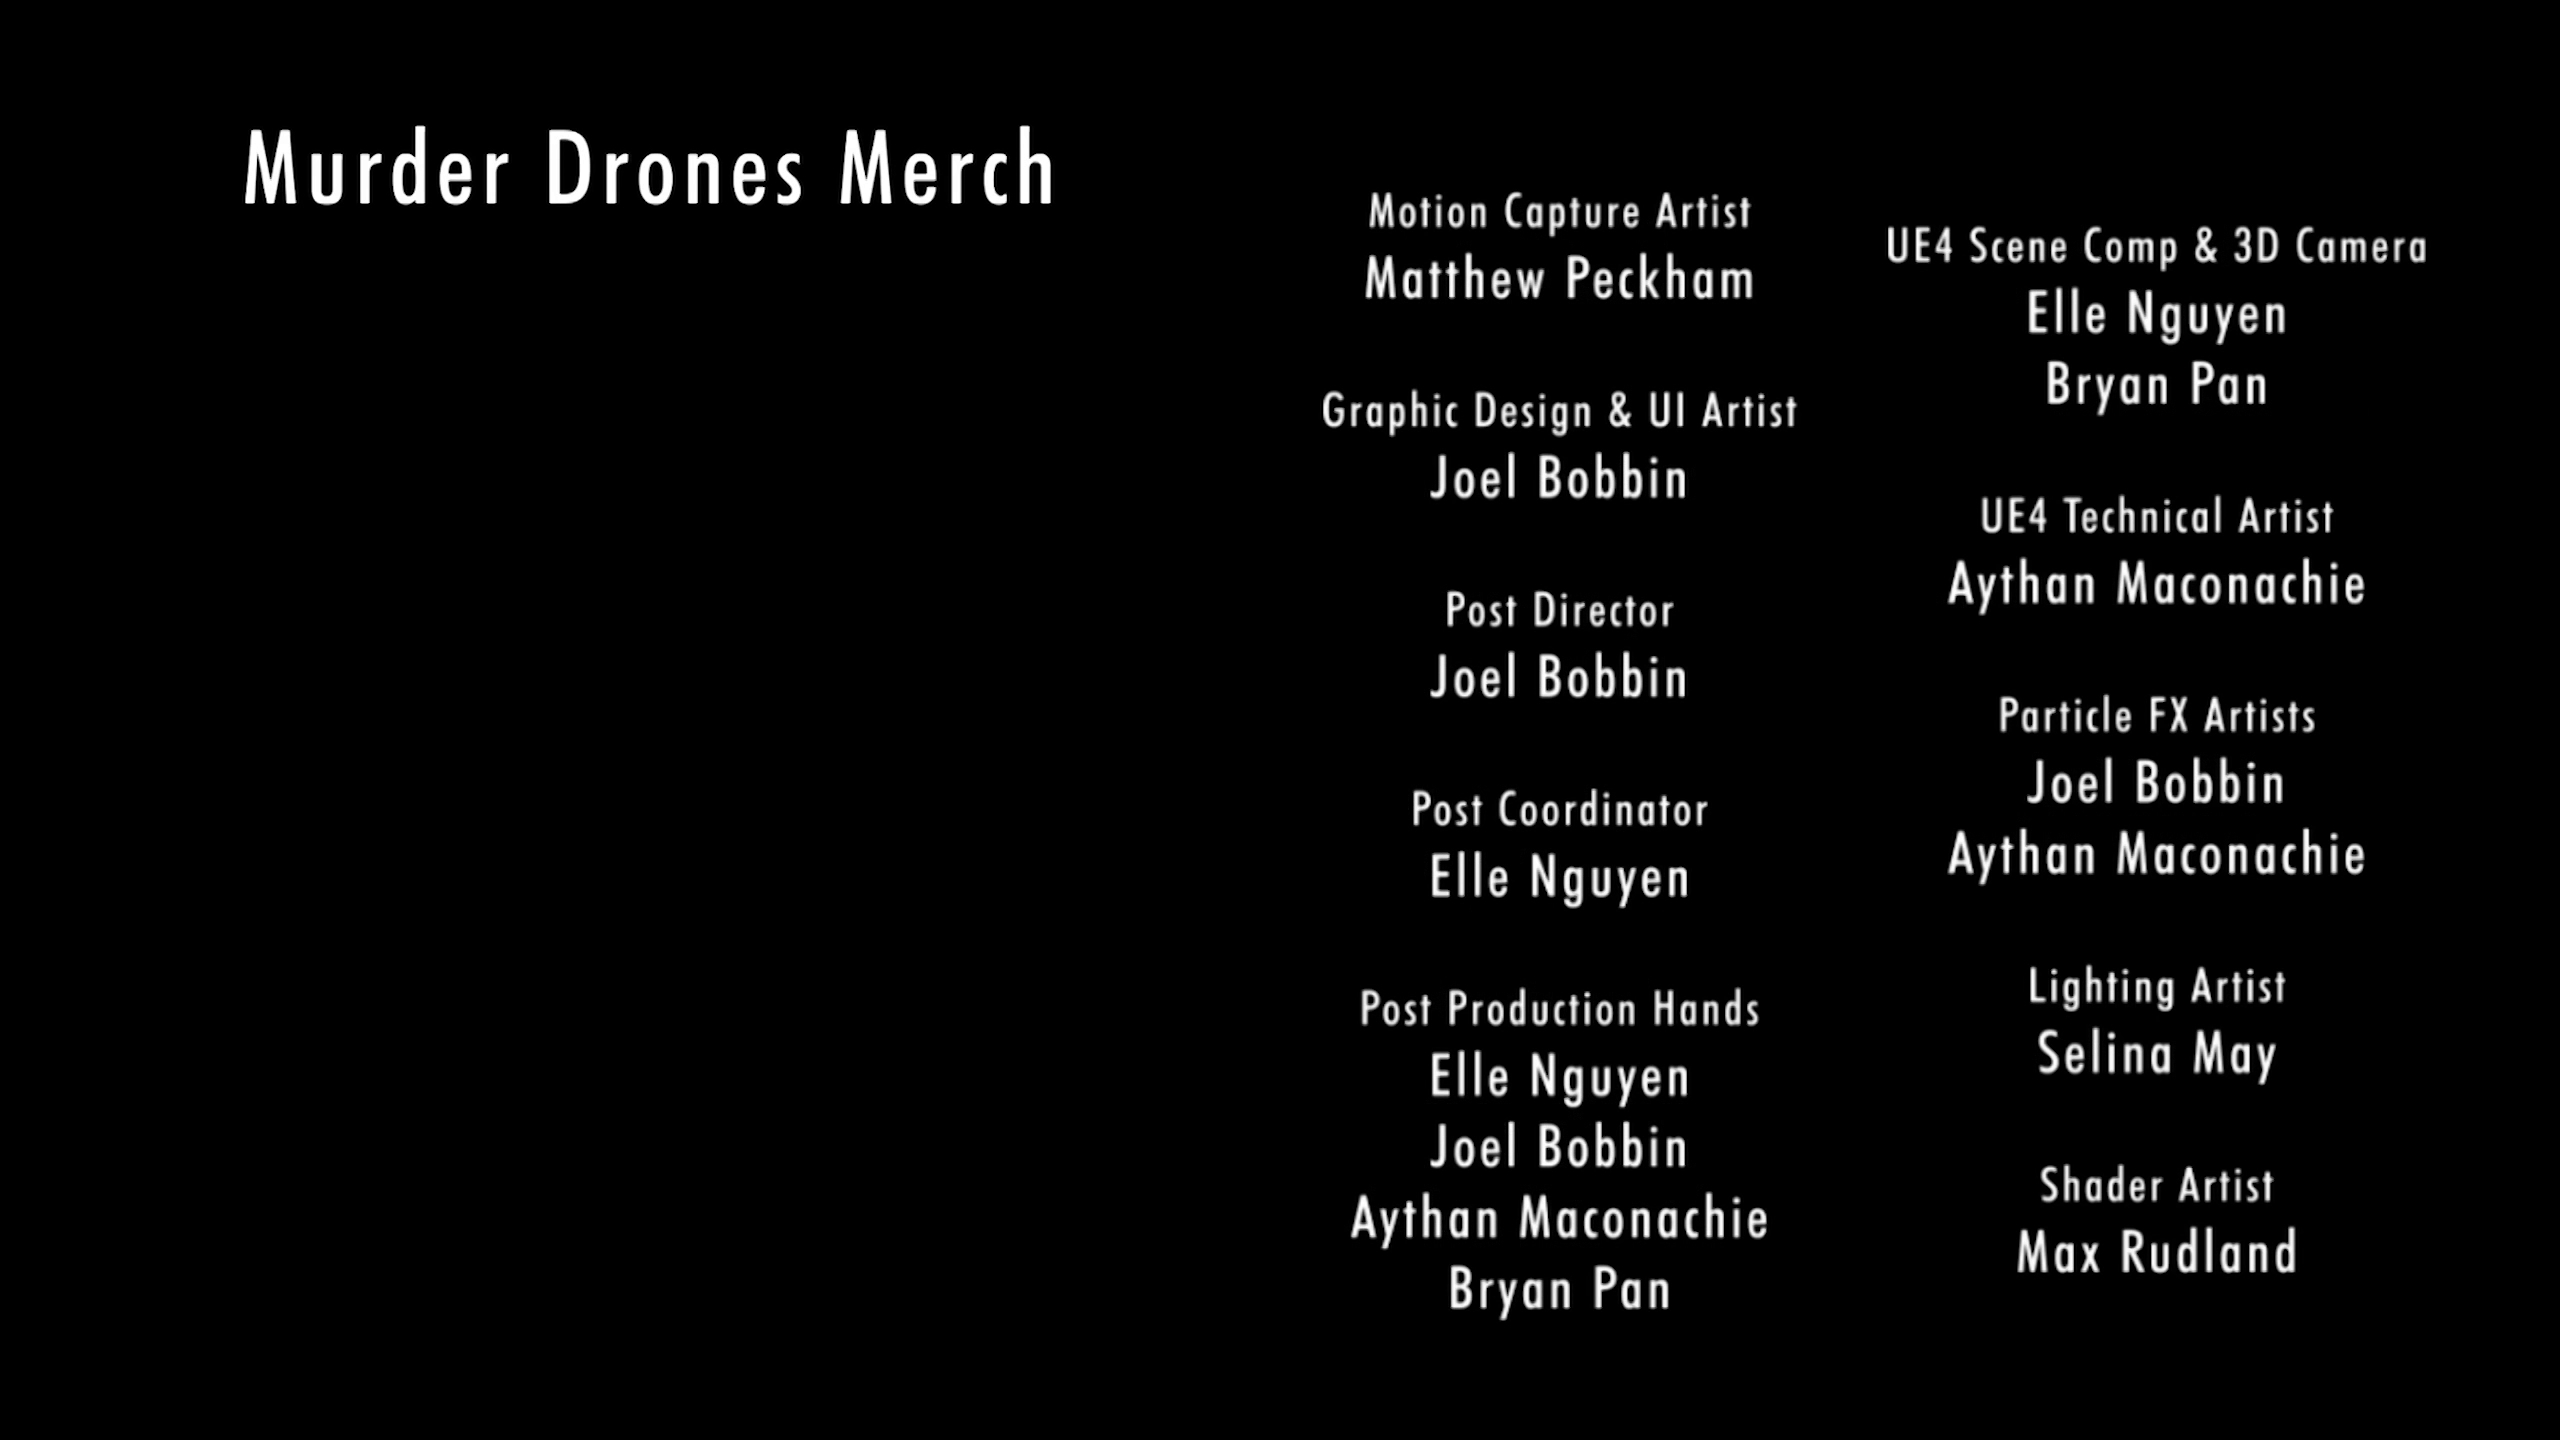 Murder Drones Merch
Motion Capture Artist
Matthew Peckham
Graphic Design & UI Artist
Joel Bobbin
Post Director
Joel Bobbin
Post Coordinator
Elle Nguyen
Post Production Hands
Elle Nguyen
Joel Bobbin
Aythan Maconachie
Bryan Pan
UE4 Scene Comp & 3D Camera
Elle Nguyen
Bryan Pan
UE4 Technical Artist
Aythan Maconachie
Particle FX Artists
Joel Bobbin
Aythan Maconachie
Lighting Artist
Selina May
Shader Artist
Max Rudland